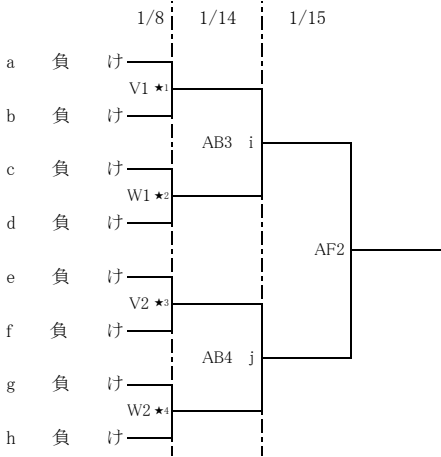 1/8 1/14 1/15
a 負 け
V1 ★1
b 負 け
AB3 i
c 負 け
W1 ★2
d 負 け
AF2
e 負 け
V2 ★3
f 負 け
AB4 j
g 負 け
W2 ★4
h 負 け